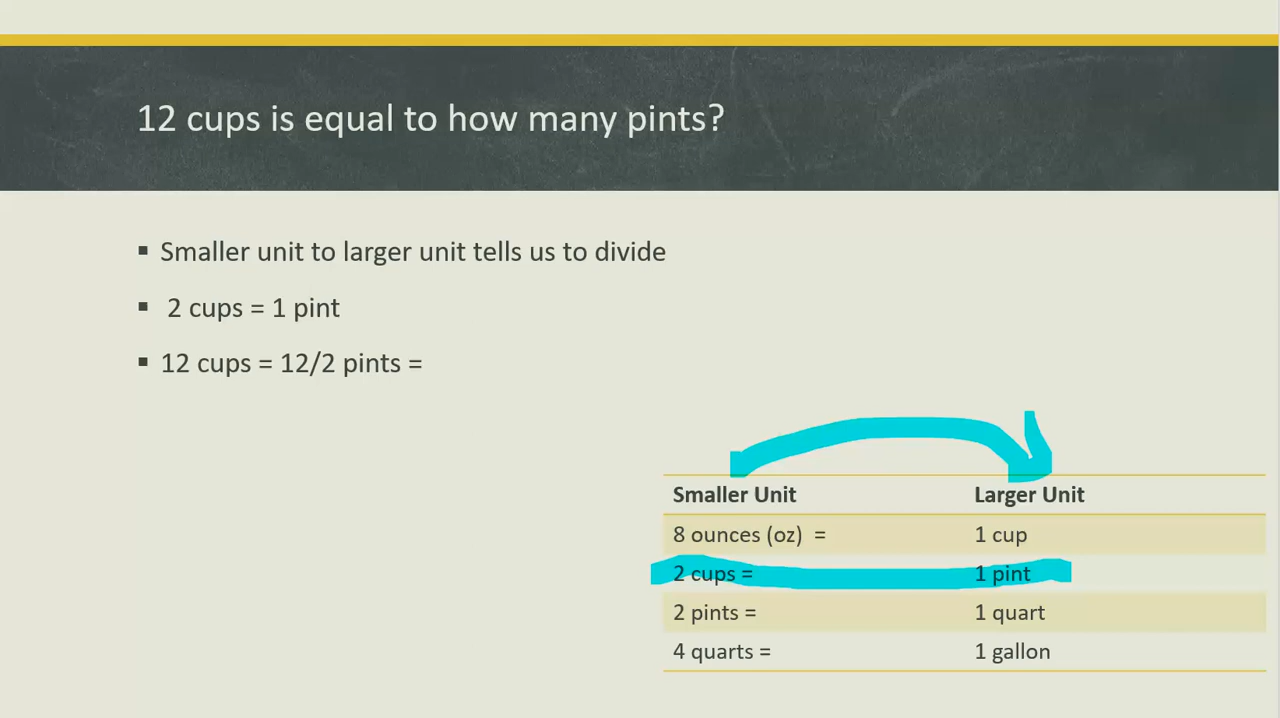 12 cups is equal to how many pints?
▪ Smaller unit to larger unit tells us to divide
▪ 2 cups = 1 pint
▪ 12 cups = 12/2 pints =
Smaller Unit Larger Unit
8 ounces (oz) = 1 cup
2 cups = 1 pint
2 pints = 1 quart
4 quarts = 1 gallon